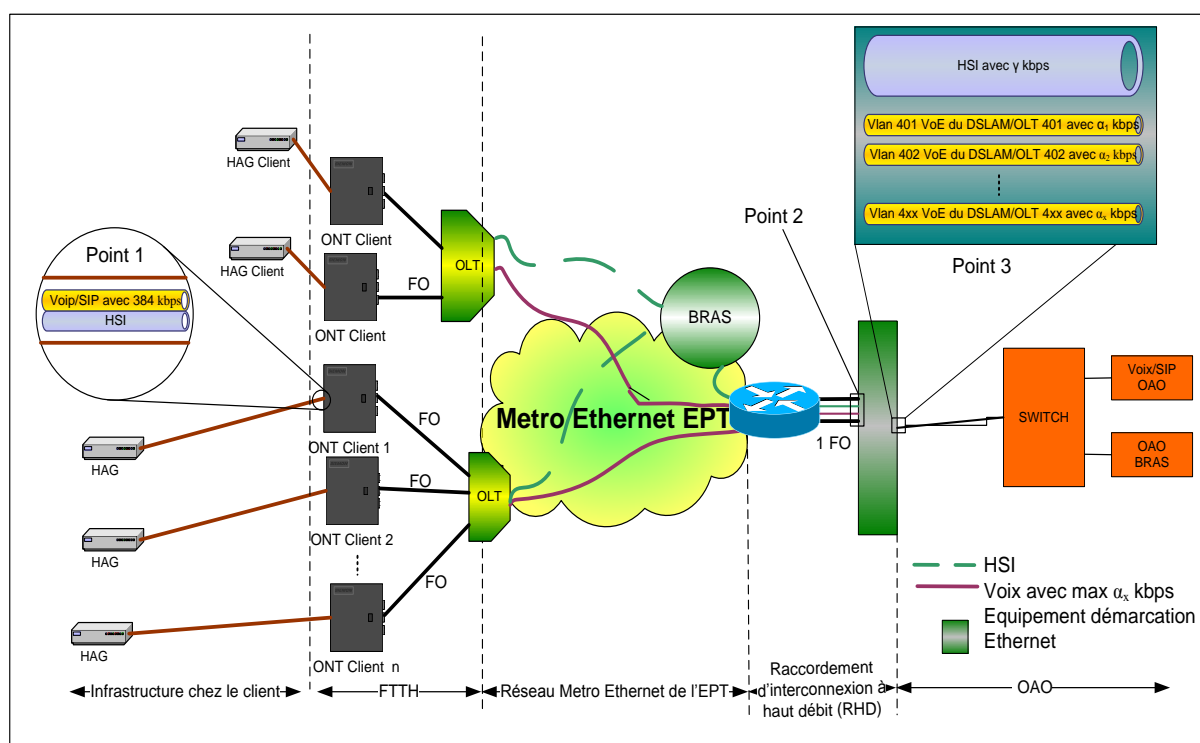 HSI avec γ kbps
Vlan 401 VoE du DSLAM/OLT 401 avec α₁ kbps
Vlan 402 VoE du DSLAM/OLT 402 avec α₂ kbps
Vlan 4xx VoE du DSLAM/OLT 4xx avec αₓ kbps
HAG Client
ONT Client
Point 2
Point 3
Point 1
HAG Client
OLT
Voip/SIP avec 384 kbps
HSI
FO
ONT Client
BRAS
Metro Ethernet EPT
1 FO
SWITCH
Voix/SIP
OAO
OAO
BRAS
HAG
ONT Client 1
FO
FO
OLT
HAG
ONT Client 2
FO
HAG
ONT Client n
HSI
Voix avec max αₓ kbps
Equipement démarcation
Ethernet
Infrastructure chez le client
FTTH
Réseau Metro Ethernet de l'EPT
Raccordement
d'interconnexion à
haut débit (RHD)
OAO